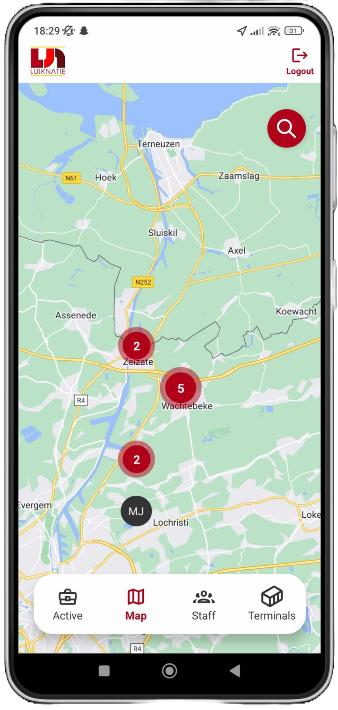 18:29
31
LUIKNATIE
Logout
Terneuzen
N61
Hoek
Zaamslag
Sluiskil
Axel
N252
Assenede
Koewacht
2
Zelzate
5
Wachtebeke
R4
2
Evergem
MJ
Lochristi
Loke
Active
Map
Staff
Terminals
R4